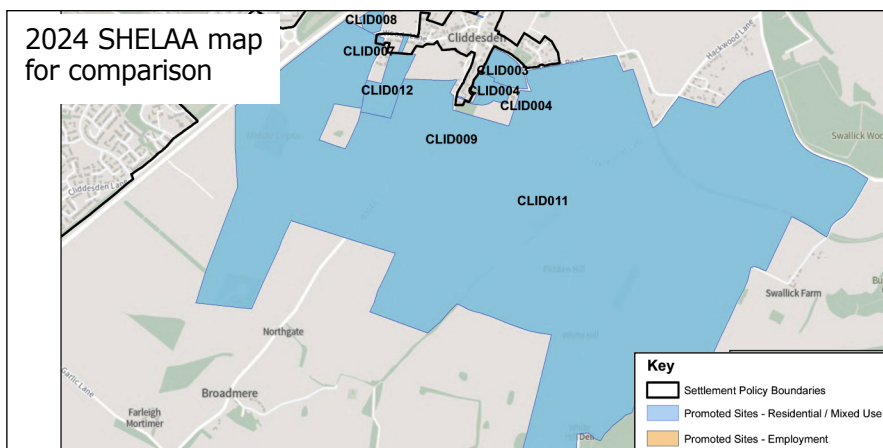 2024 SHELAA map
for comparison
CLID008
Cliddesden
CLID007
CLID003
Road
Hackwood Lane
CLID012
CLID004
CLID004
CLID009
Swallick Woo
Cliddesden Lane
CLID011
Swallick Farm
Northgate
Garlic Lane
Broadmere
Farleigh
Mortimer
Key
Settlement Policy Boundaries
Promoted Sites - Residential / Mixed Use
Promoted Sites - Employment